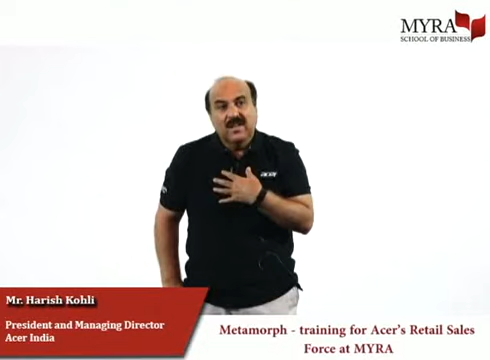 MYRA
SCHOOL OF BUSINESS
acer
Mr. Harish Kohli
President and Managing Director
Acer India
Metamorph - training for Acer's Retail Sales
Force at MYRA